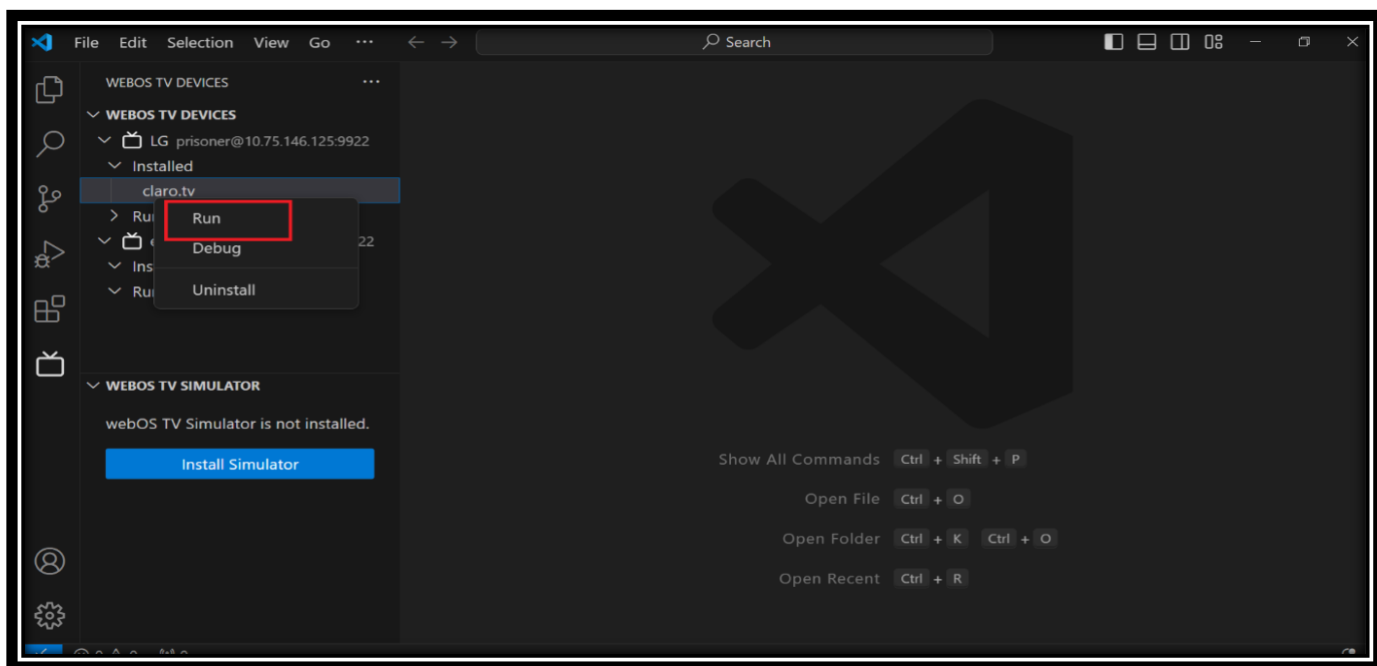 File Edit Selection View Go ··· Search
WEBOS TV DEVICES ···
WEBOS TV DEVICES
LG prisoner@10.75.146.125:9922
Installed
claro.tv
Run
Debug
22
Uninstall
WEBOS TV SIMULATOR
webOS TV Simulator is not installed.
Install Simulator
Show All Commands Ctrl + Shift + P
Open File Ctrl + O
Open Folder Ctrl + K Ctrl + O
Open Recent Ctrl + R